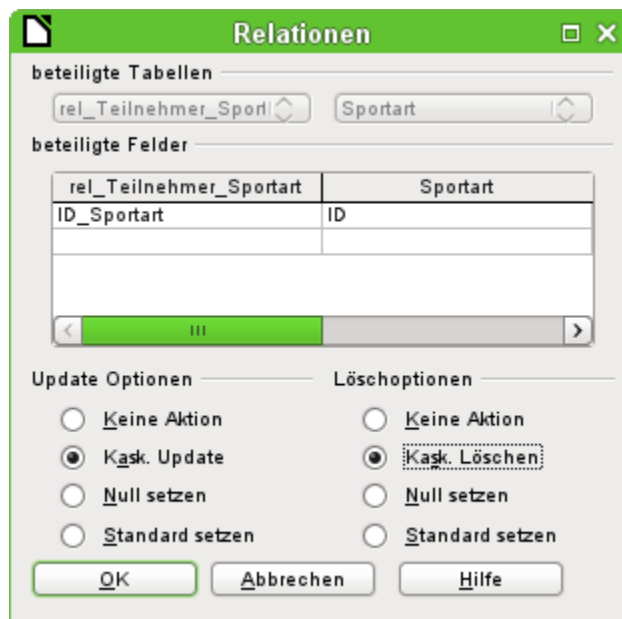 Relationen
beteiligte Tabellen
rel_Teilnehmer_Sport Sportart
beteiligte Felder
rel_Teilnehmer_Sportart Sportart
ID_Sportart ID
Update Optionen Löschoptionen
Keine Aktion Keine Aktion
Kask. Update Kask. Löschen
Null setzen Null setzen
Standard setzen Standard setzen
OK Abbrechen Hilfe